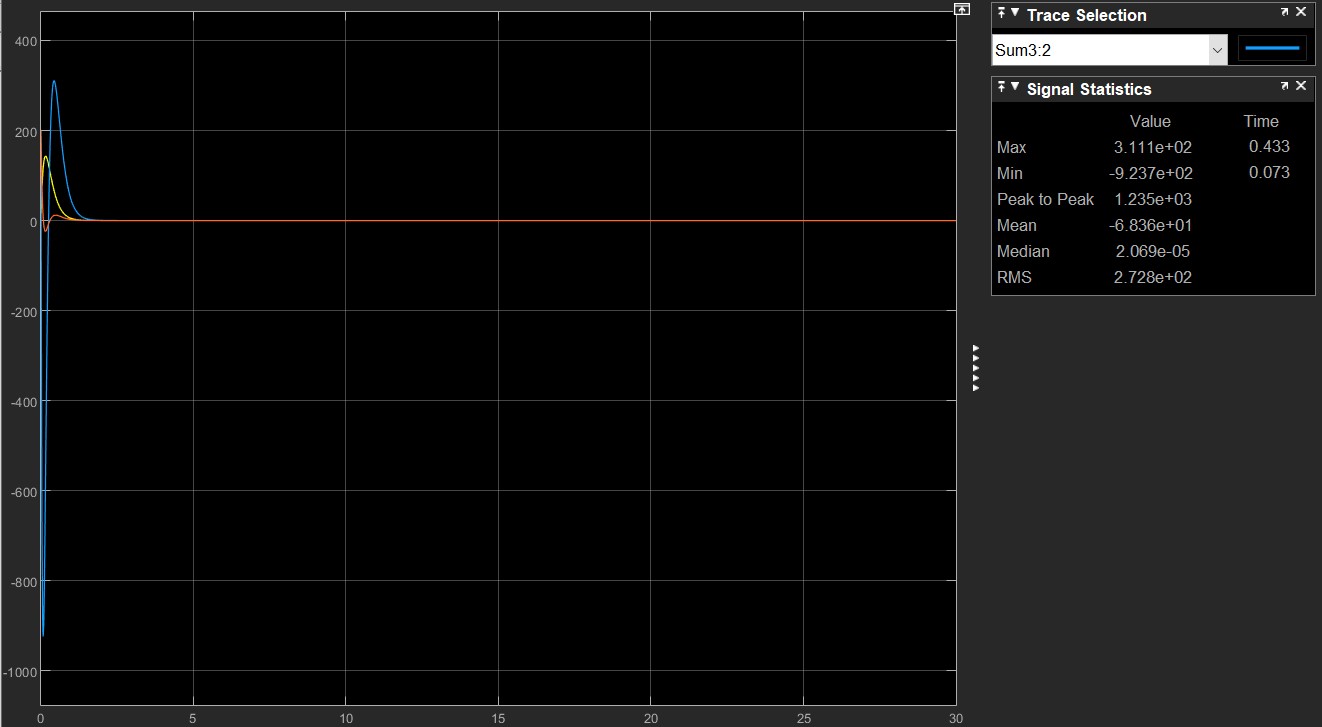 400
200
0
-200
-400
-600
-800
-1000
0 5 10 15 20 25 30
Trace Selection
Sum3:2
Signal Statistics
Value Time
Max 3.111e+02 0.433
Min -9.237e+02 0.073
Peak to Peak 1.235e+03
Mean -6.836e+01
Median 2.069e-05
RMS 2.728e+02